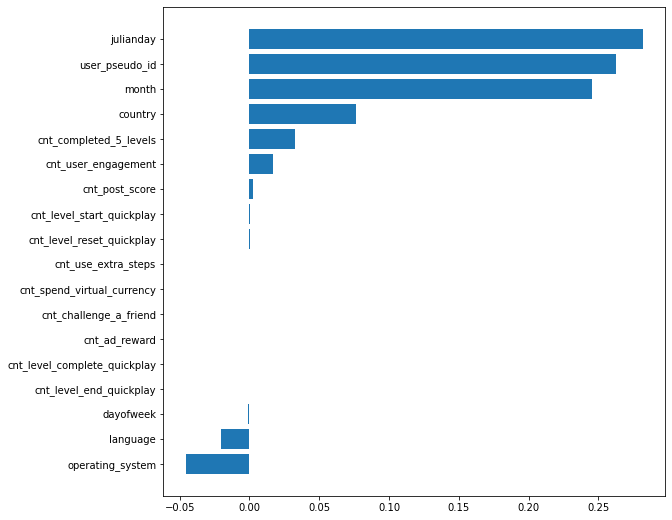 julianday
user_pseudo_id
month
country
cnt_completed_5_levels
cnt_user_engagement
cnt_post_score
cnt_level_start_quickplay
cnt_level_reset_quickplay
cnt_use_extra_steps
cnt_spend_virtual_currency
cnt_challenge_a_friend
cnt_ad_reward
cnt_level_complete_quickplay
cnt_level_end_quickplay
dayofweek
language
operating_system
−0.05 0.00 0.05 0.10 0.15 0.20 0.25